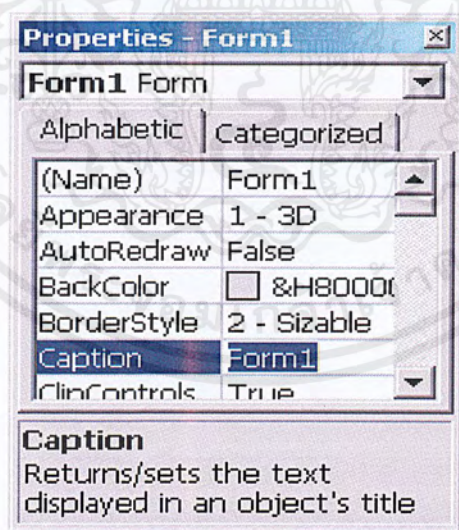 Properties - Form1
Form1 Form
Alphabetic Categorized
(Name) Form1
Appearance 1 - 3D
AutoRedraw False
BackColor &H80000
BorderStyle 2 - Sizable
Caption Form1
ClipControls True
Caption
Returns/sets the text
displayed in an object's title